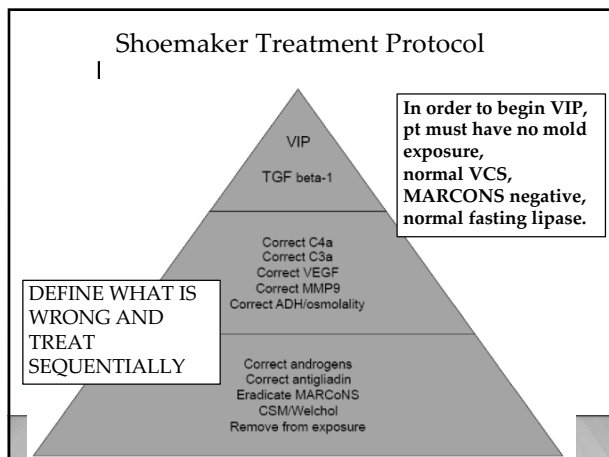 Shoemaker Treatment Protocol
In order to begin VIP,
pt must have no mold
exposure,
normal VCS,
MARCONS negative,
normal fasting lipase.
VIP
TGF beta-1
Correct C4a
Correct C3a
Correct VEGF
Correct MMP9
Correct ADH/osmolality
DEFINE WHAT IS
WRONG AND
TREAT
SEQUENTIALLY
Correct androgens
Correct antigliadin
Eradicate MARCoNS
CSM/Welchol
Remove from exposure